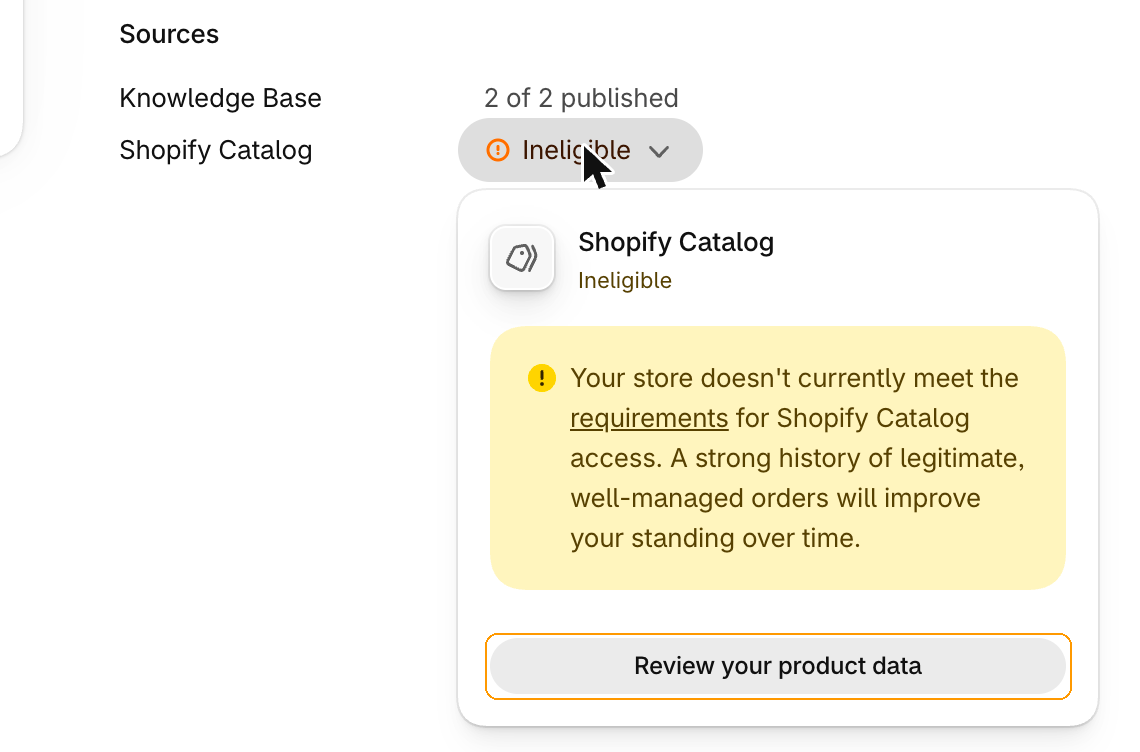 Sources
Knowledge Base
2 of 2 published
Shopify Catalog
Ineligible
Shopify Catalog
Ineligible
Your store doesn't currently meet the
requirements for Shopify Catalog
access. A strong history of legitimate,
well-managed orders will improve
your standing over time.
Review your product data